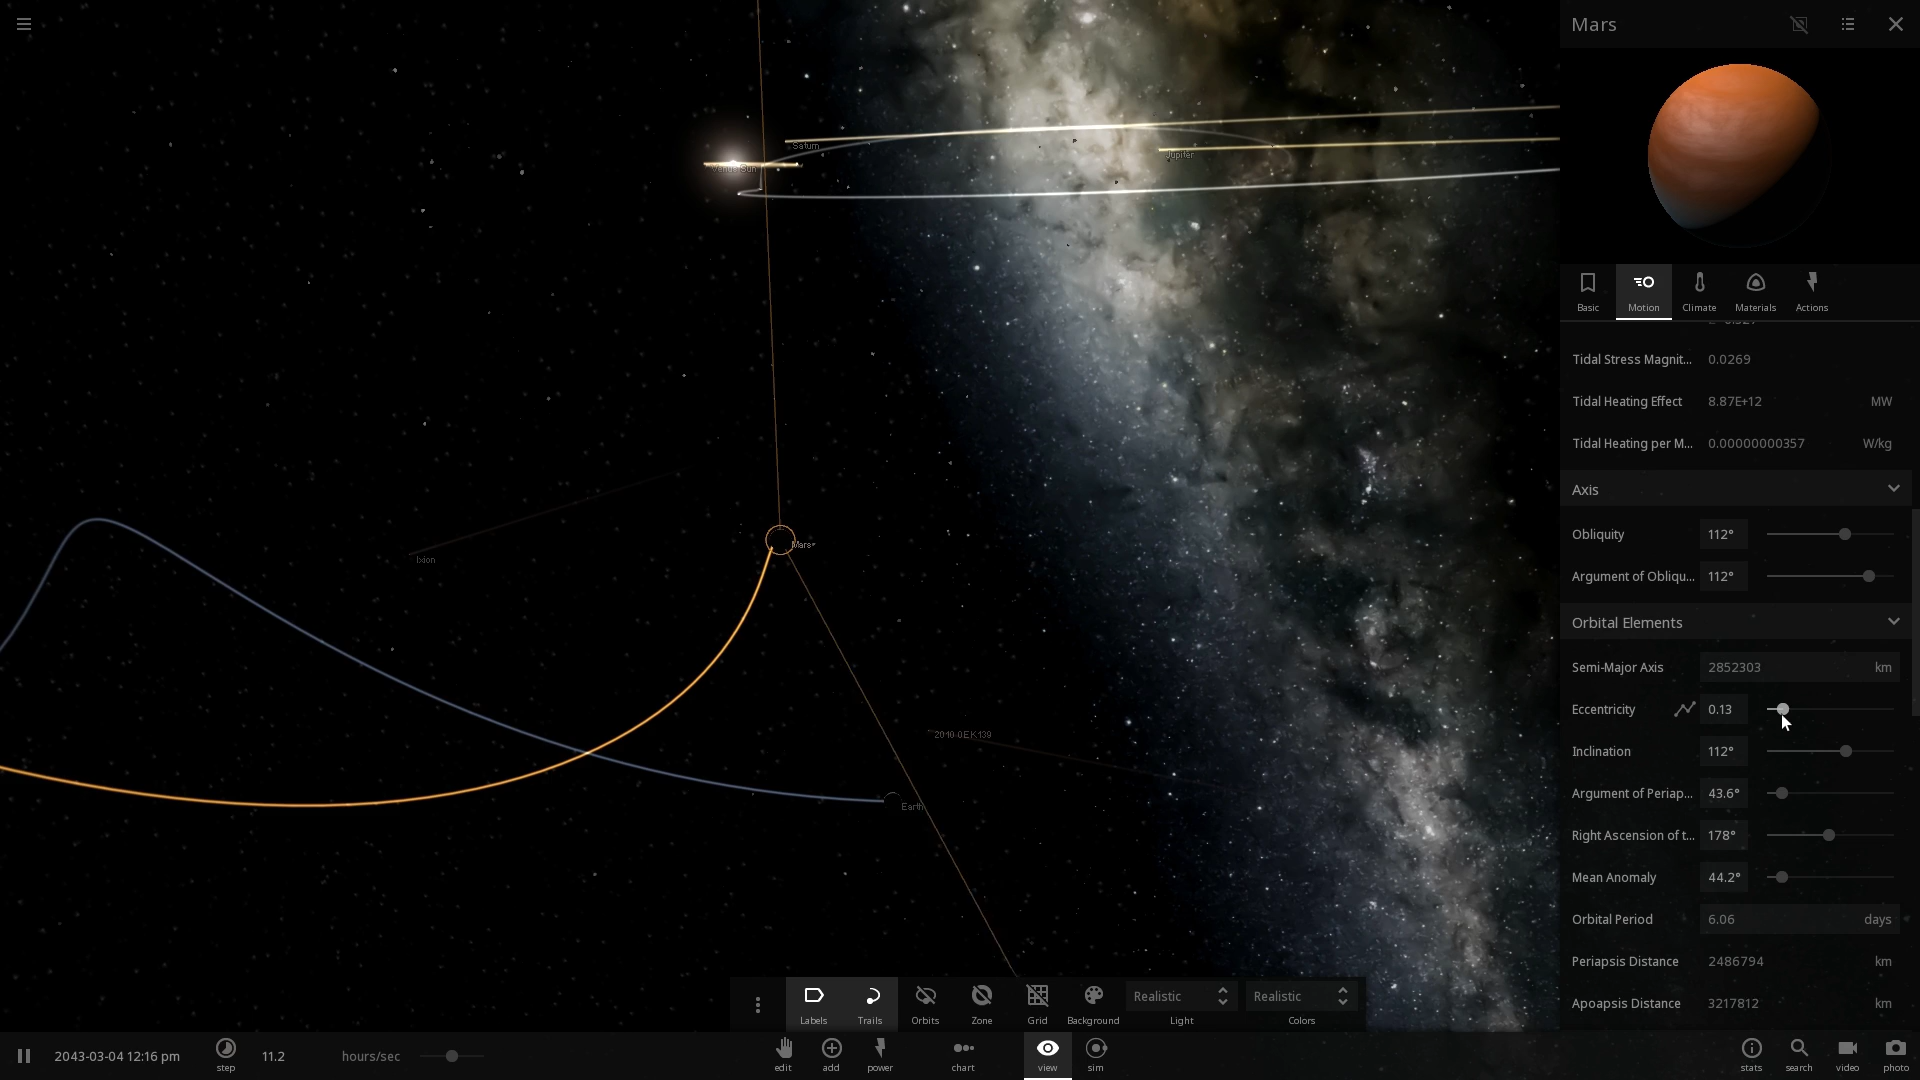 Mars
Saturn
Venus Sun
Jupiter
Ixion
Mars
2010 OEK139
Earth
Basic
Motion
Climate
Materials
Actions
Tidal Stress Magnit... 0.0269
Tidal Heating Effect 8.87E+12 MW
Tidal Heating per M... 0.00000000357 W/kg
Axis
Obliquity 112°
Argument of Obliqu... 112°
Orbital Elements
Semi-Major Axis 2852303 km
Eccentricity 0.13
Inclination 112°
Argument of Periap... 43.6°
Right Ascension of t... 178°
Mean Anomaly 44.2°
Orbital Period 6.06 days
Periapsis Distance 2486794 km
Apoapsis Distance 3217812 km
Labels
Trails
Orbits
Zone
Grid
Background
Realistic
Light
Realistic
Colors
2043-03-04 12:16 pm
step
11.2 hours/sec
edit
add
power
chart
view
sim
stats
search
video
photo